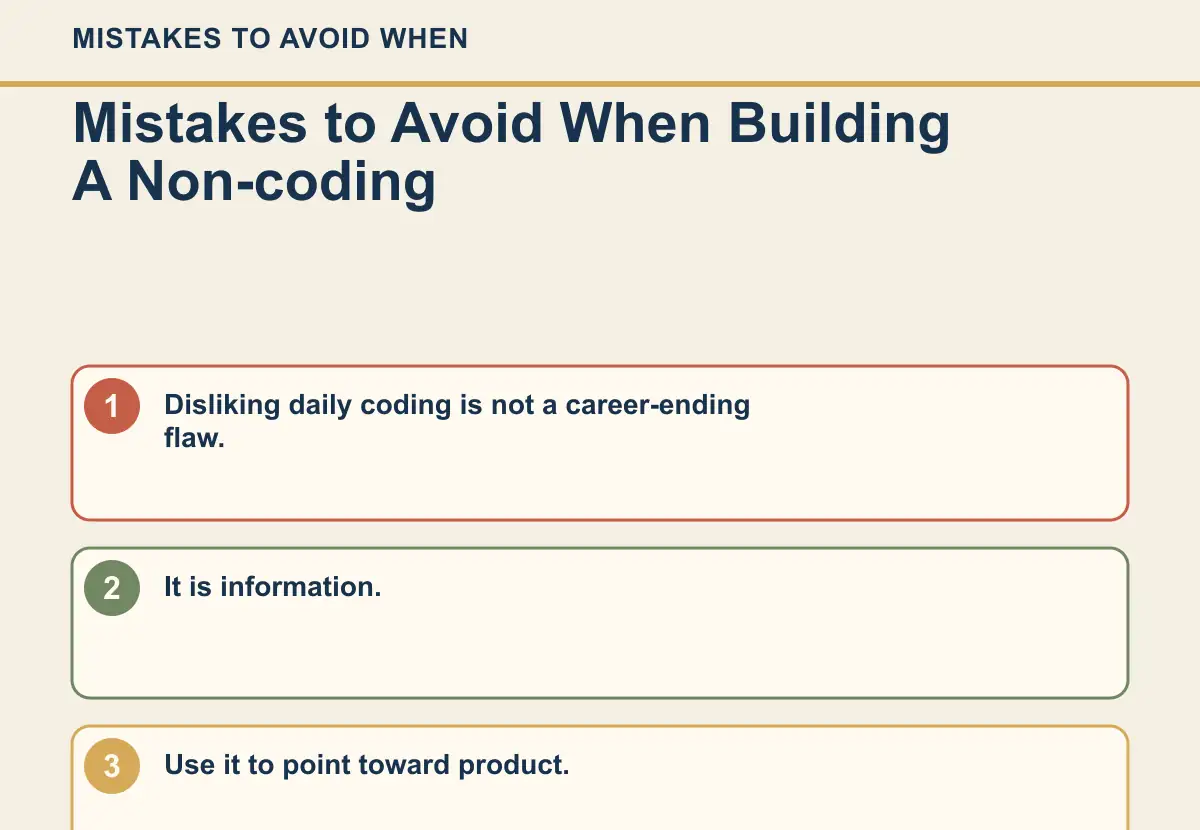 MISTAKES TO AVOID WHEN
Mistakes to Avoid When Building
A Non-coding
1
Disliking daily coding is not a career-ending
flaw.
2
It is information.
3
Use it to point toward product.